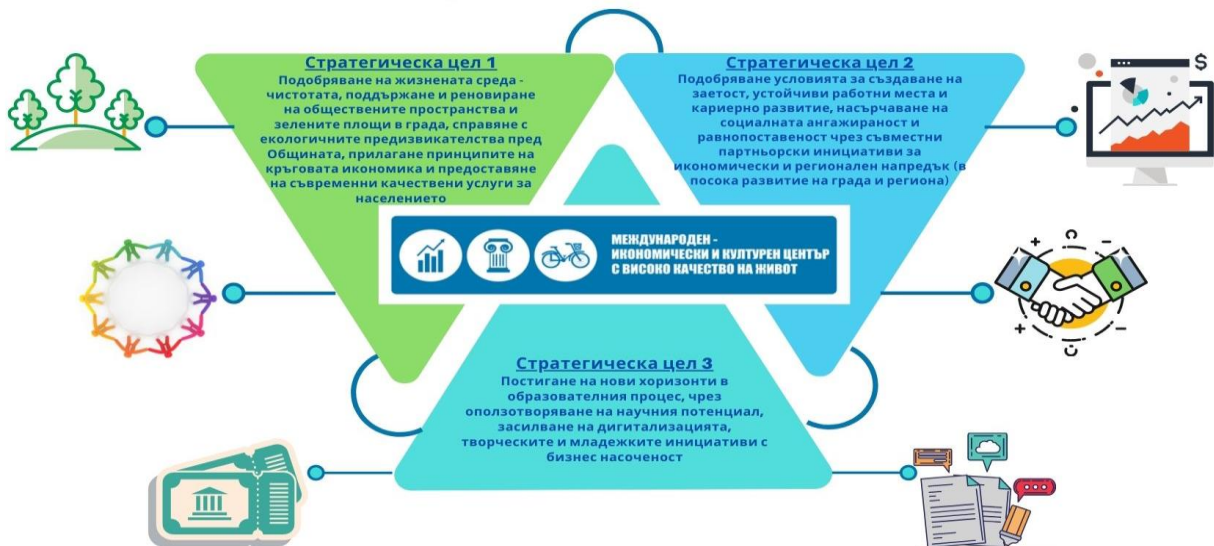 Стратегическа цел 1
Подобряване на жизнената среда -
чистотата, поддържане и реновиране
на обществените пространства и
зелените площи в града, справяне с
екологичните предизвикателства пред
Общината, прилагане принципите на
кръговата икономика и предоставяне
на съвременни качествени услуги за
населението
Стратегическа цел 2
Подобряване условията за създаване на
заетост, устойчиви работни места и
кариерно развитие, насърчаване на
социалната ангажираност и
равнопоставеност чрез съвместни
партньорски инициативи за
икономически и регионален напредък (в
посока развитие на града и региона)
$
МЕЖДУНАРОДЕН -
ИКОНОМИЧЕСКИ И КУЛТУРЕН ЦЕНТЪР
С ВИСОКО КАЧЕСТВО НА ЖИВОТ
Стратегическа цел 3
Постигане на нови хоризонти в
образователния процес, чрез
оползотворяване на научния потенциал,
засилване на дигитализацията,
творческите и младежките инициативи с
бизнес насоченост